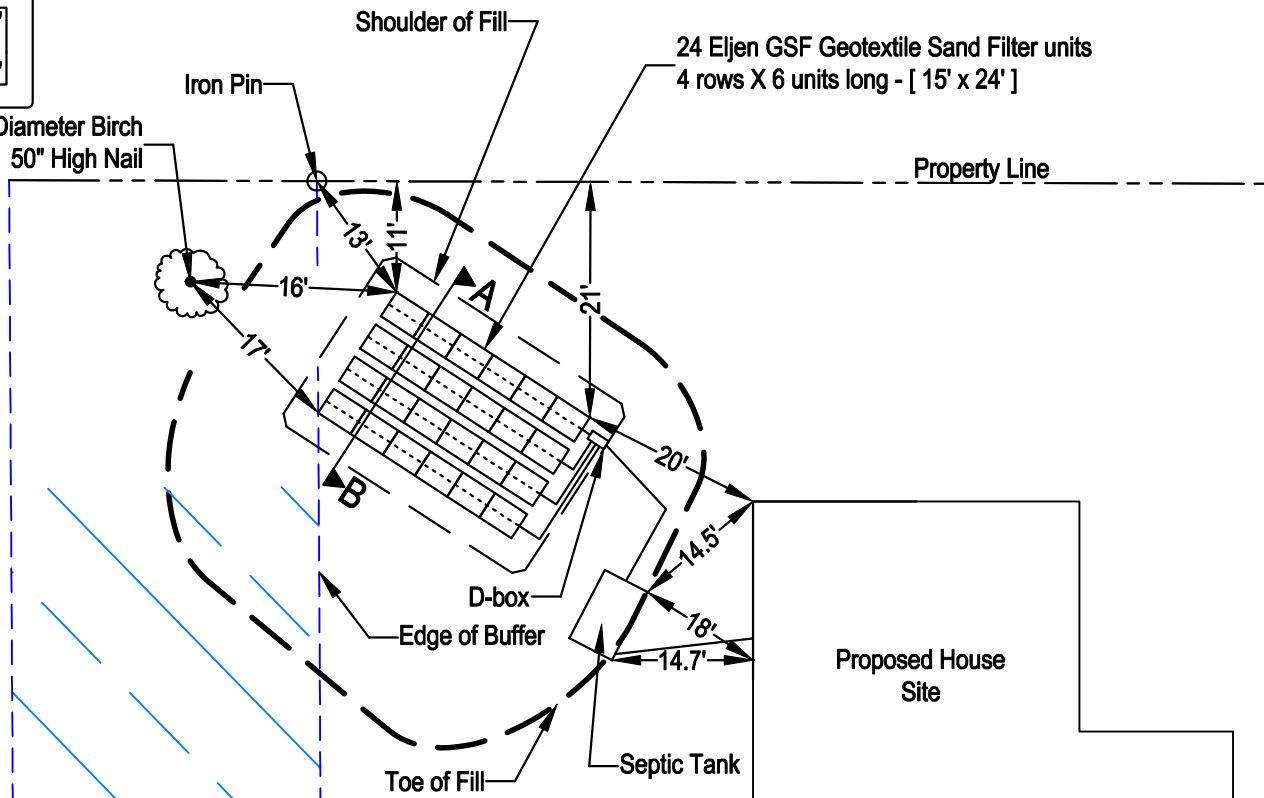 Shoulder of Fill
24 Eljen GSF Geotextile Sand Filter units
4 rows X 6 units long - [ 15' x 24' ]
Iron Pin
Diameter Birch
50" High Nail
Property Line
13'
11'
16'
21'
A
17'
20'
B
14.5'
D-box
18'
Edge of Buffer
14.7'
Proposed House
Site
Septic Tank
Toe of Fill